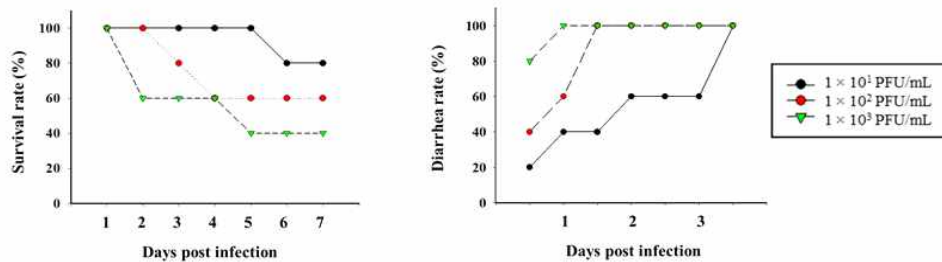 Survival rate (%)
100
80
60
40
20
0
1 2 3 4 5 6 7
Days post infection
Diarrhea rate (%)
100
80
60
40
20
0
1 2 3
Days post infection
1 × 10¹ PFU/mL
1 × 10² PFU/mL
1 × 10³ PFU/mL